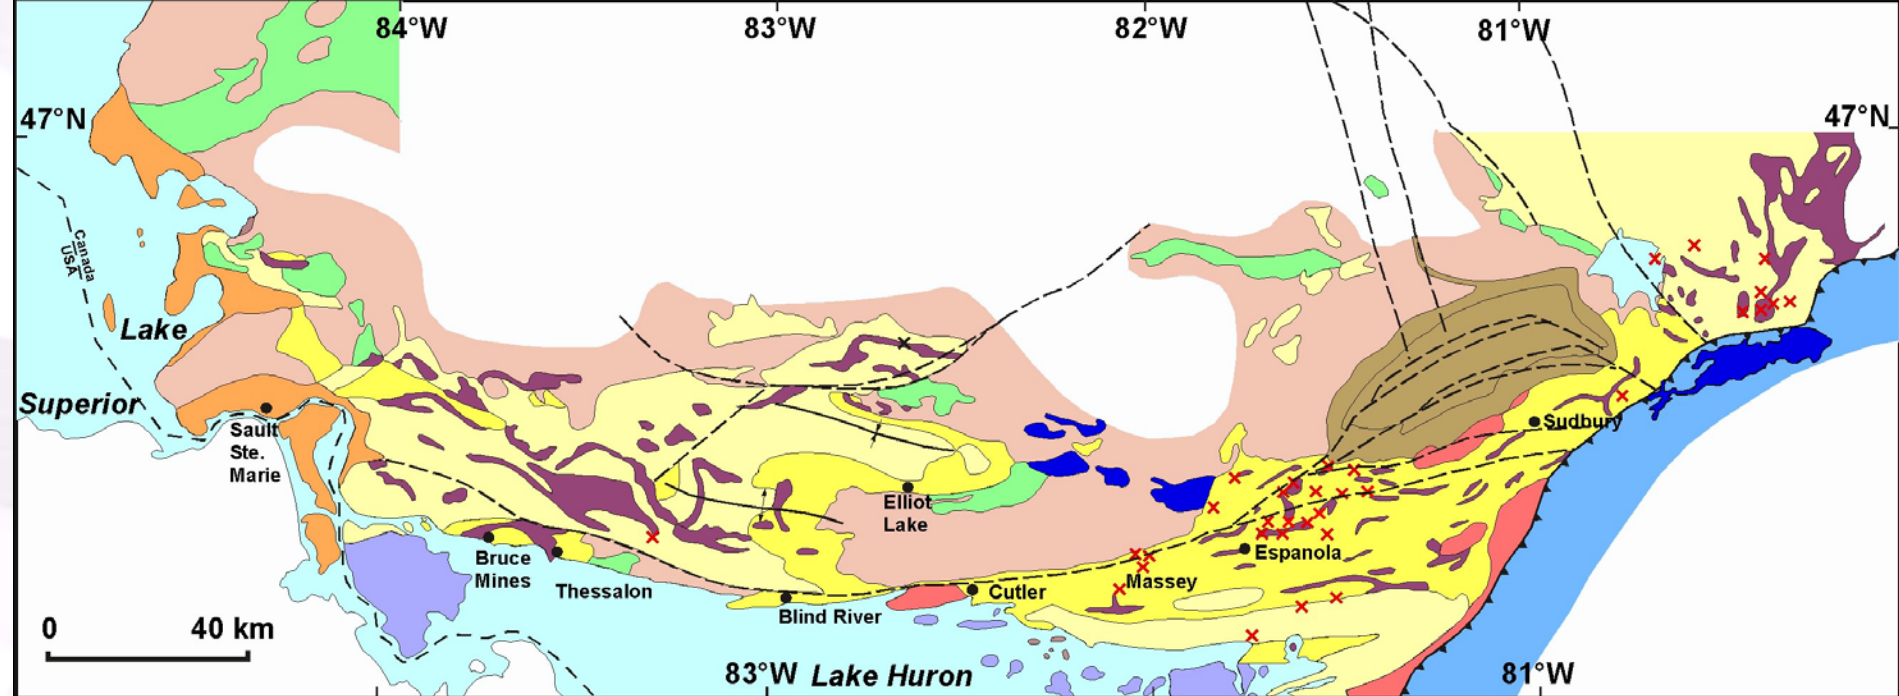 84°W
83°W
82°W
81°W
47°N
47°N
Canada
USA
Lake
Superior
Sault
Ste.
Marie
Sudbury
Elliot
Lake
Bruce
Mines
Thessalon
Espanola
Massey
Cutler
Blind River
0 40 km
83°W
Lake Huron
81°W